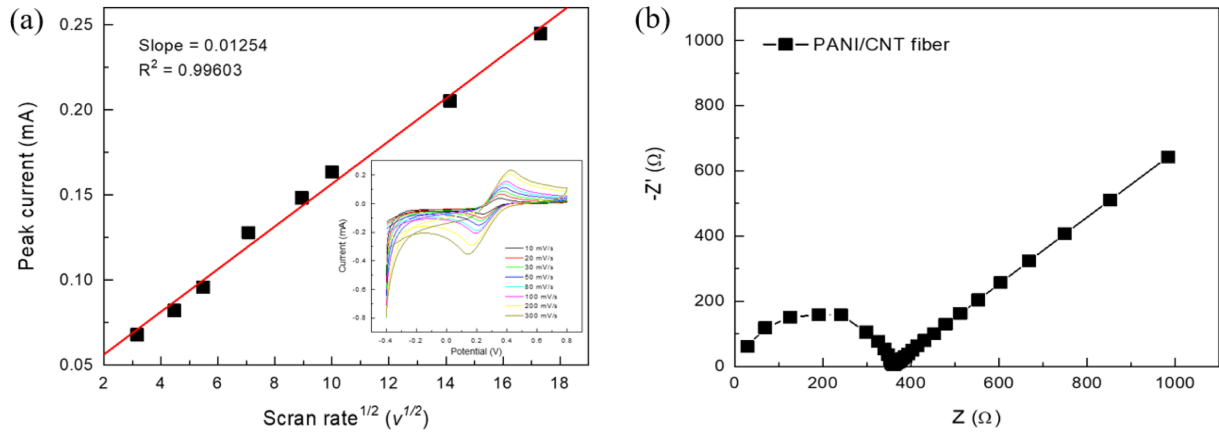 (a)
Slope = 0.01254
R² = 0.99603
Peak current (mA)
0.25
0.20
0.15
0.10
0.05
2 4 6 8 10 12 14 16 18
Scran rate^1/2 (v^1/2)
Current (mA)
0.2
0.0
-0.2
-0.4
-0.6
-0.8
10 mV/s
20 mV/s
30 mV/s
50 mV/s
80 mV/s
100 mV/s
200 mV/s
300 mV/s
-0.4 -0.2 0.0 0.2 0.4 0.6 0.8
Potential (V)
(b)
PANI/CNT fiber
-Z' (Ω)
1000
800
600
400
200
0
0 200 400 600 800 1000
Z (Ω)